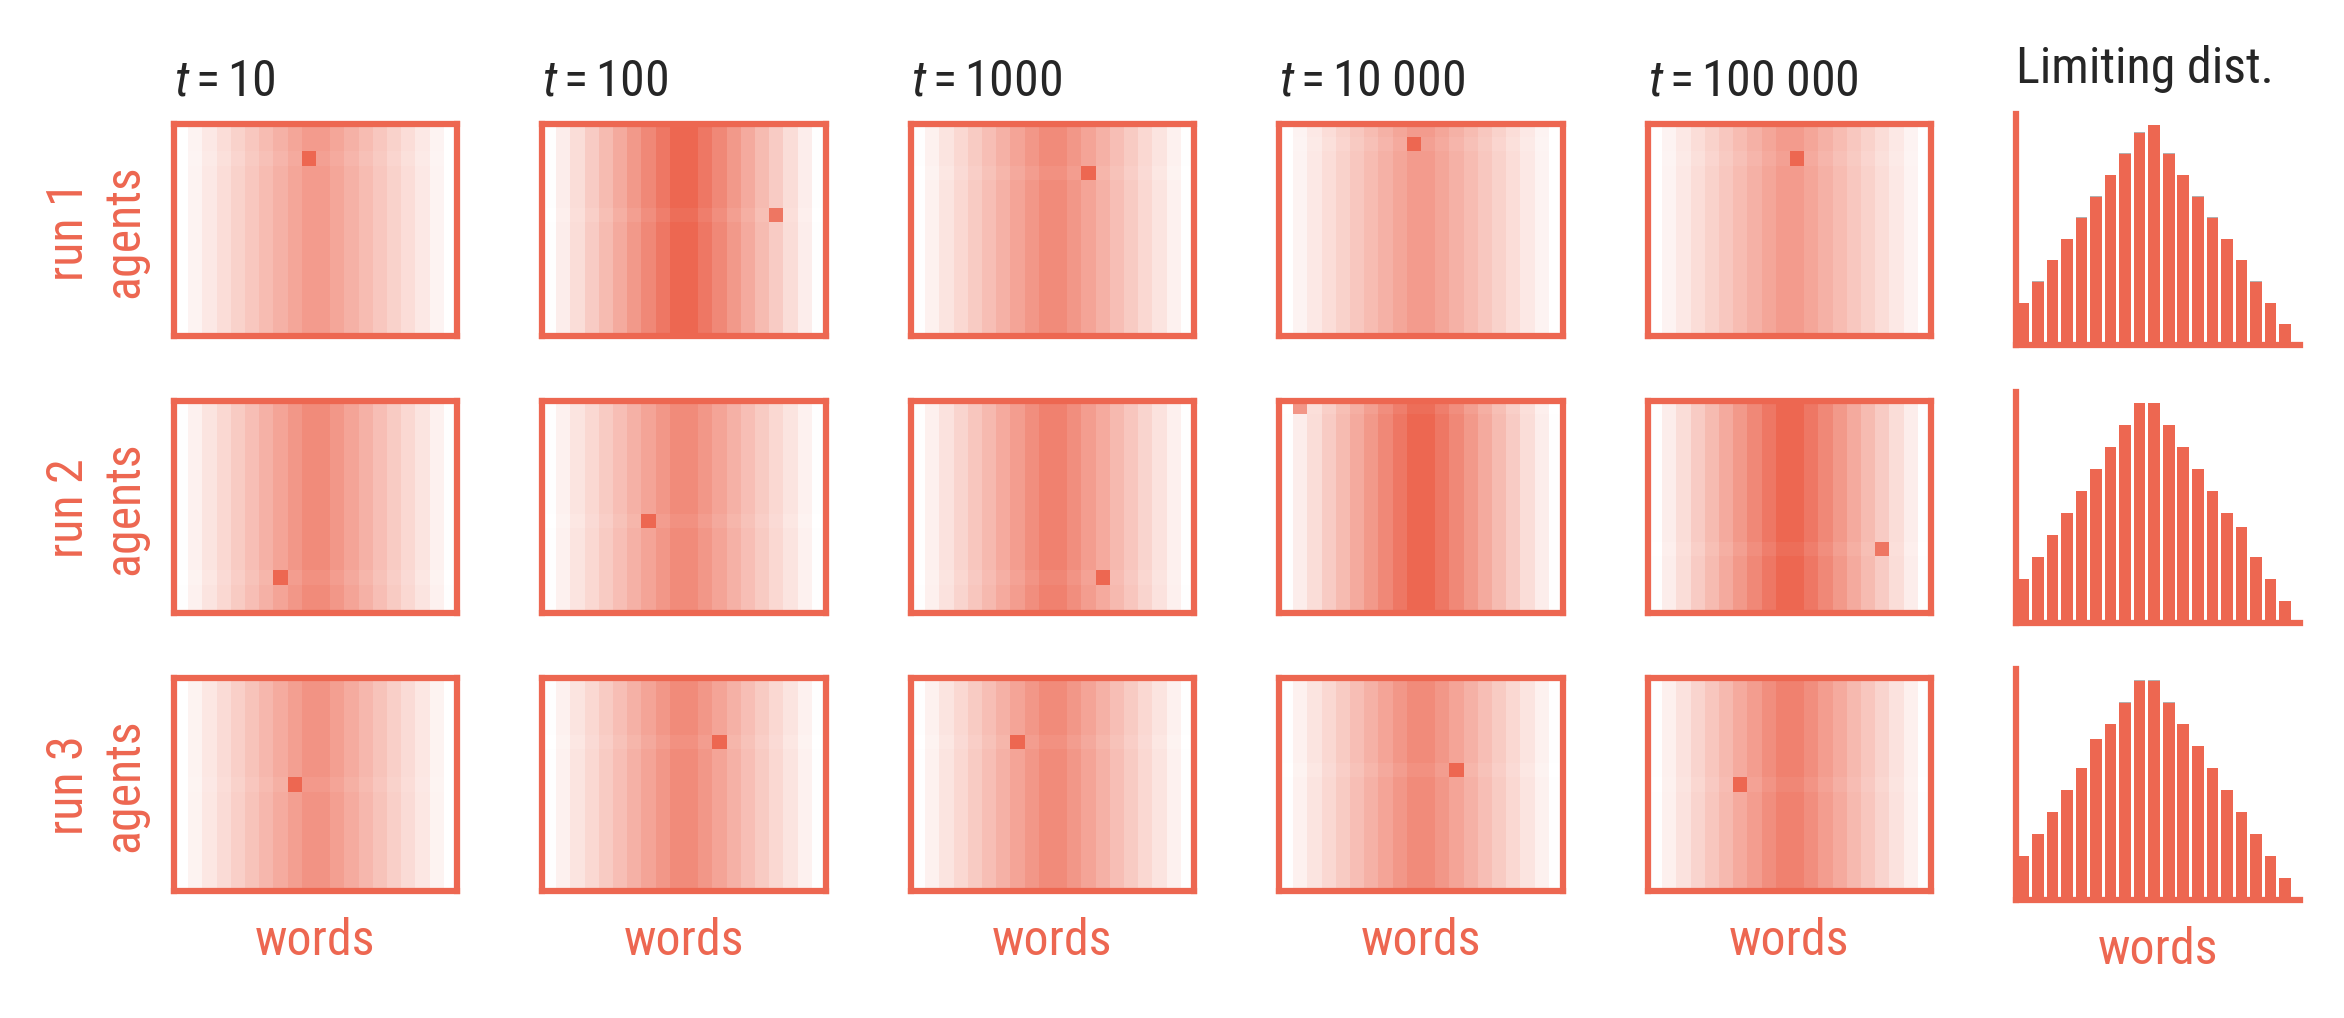 t = 10
t = 100
t = 1000
t = 10 000
t = 100 000
Limiting dist.
run 1
agents
run 2
agents
run 3
agents
words
words
words
words
words
words